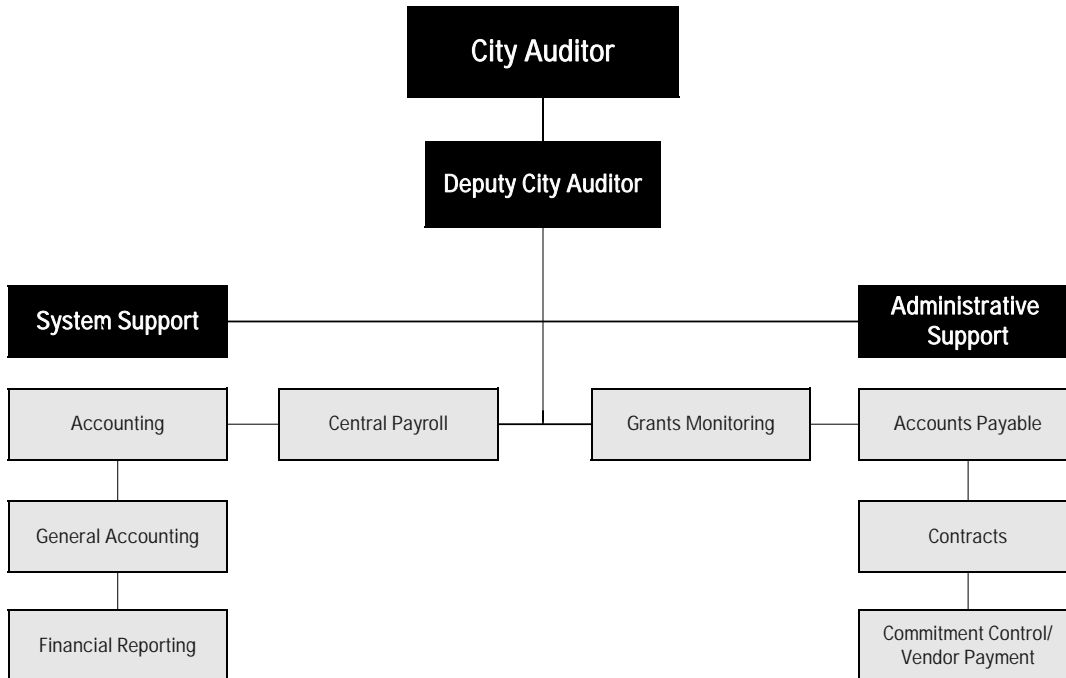 City Auditor
Deputy City Auditor
System Support
Administrative
Support
Accounting
Central Payroll
Grants Monitoring
Accounts Payable
General Accounting
Contracts
Financial Reporting
Commitment Control/
Vendor Payment